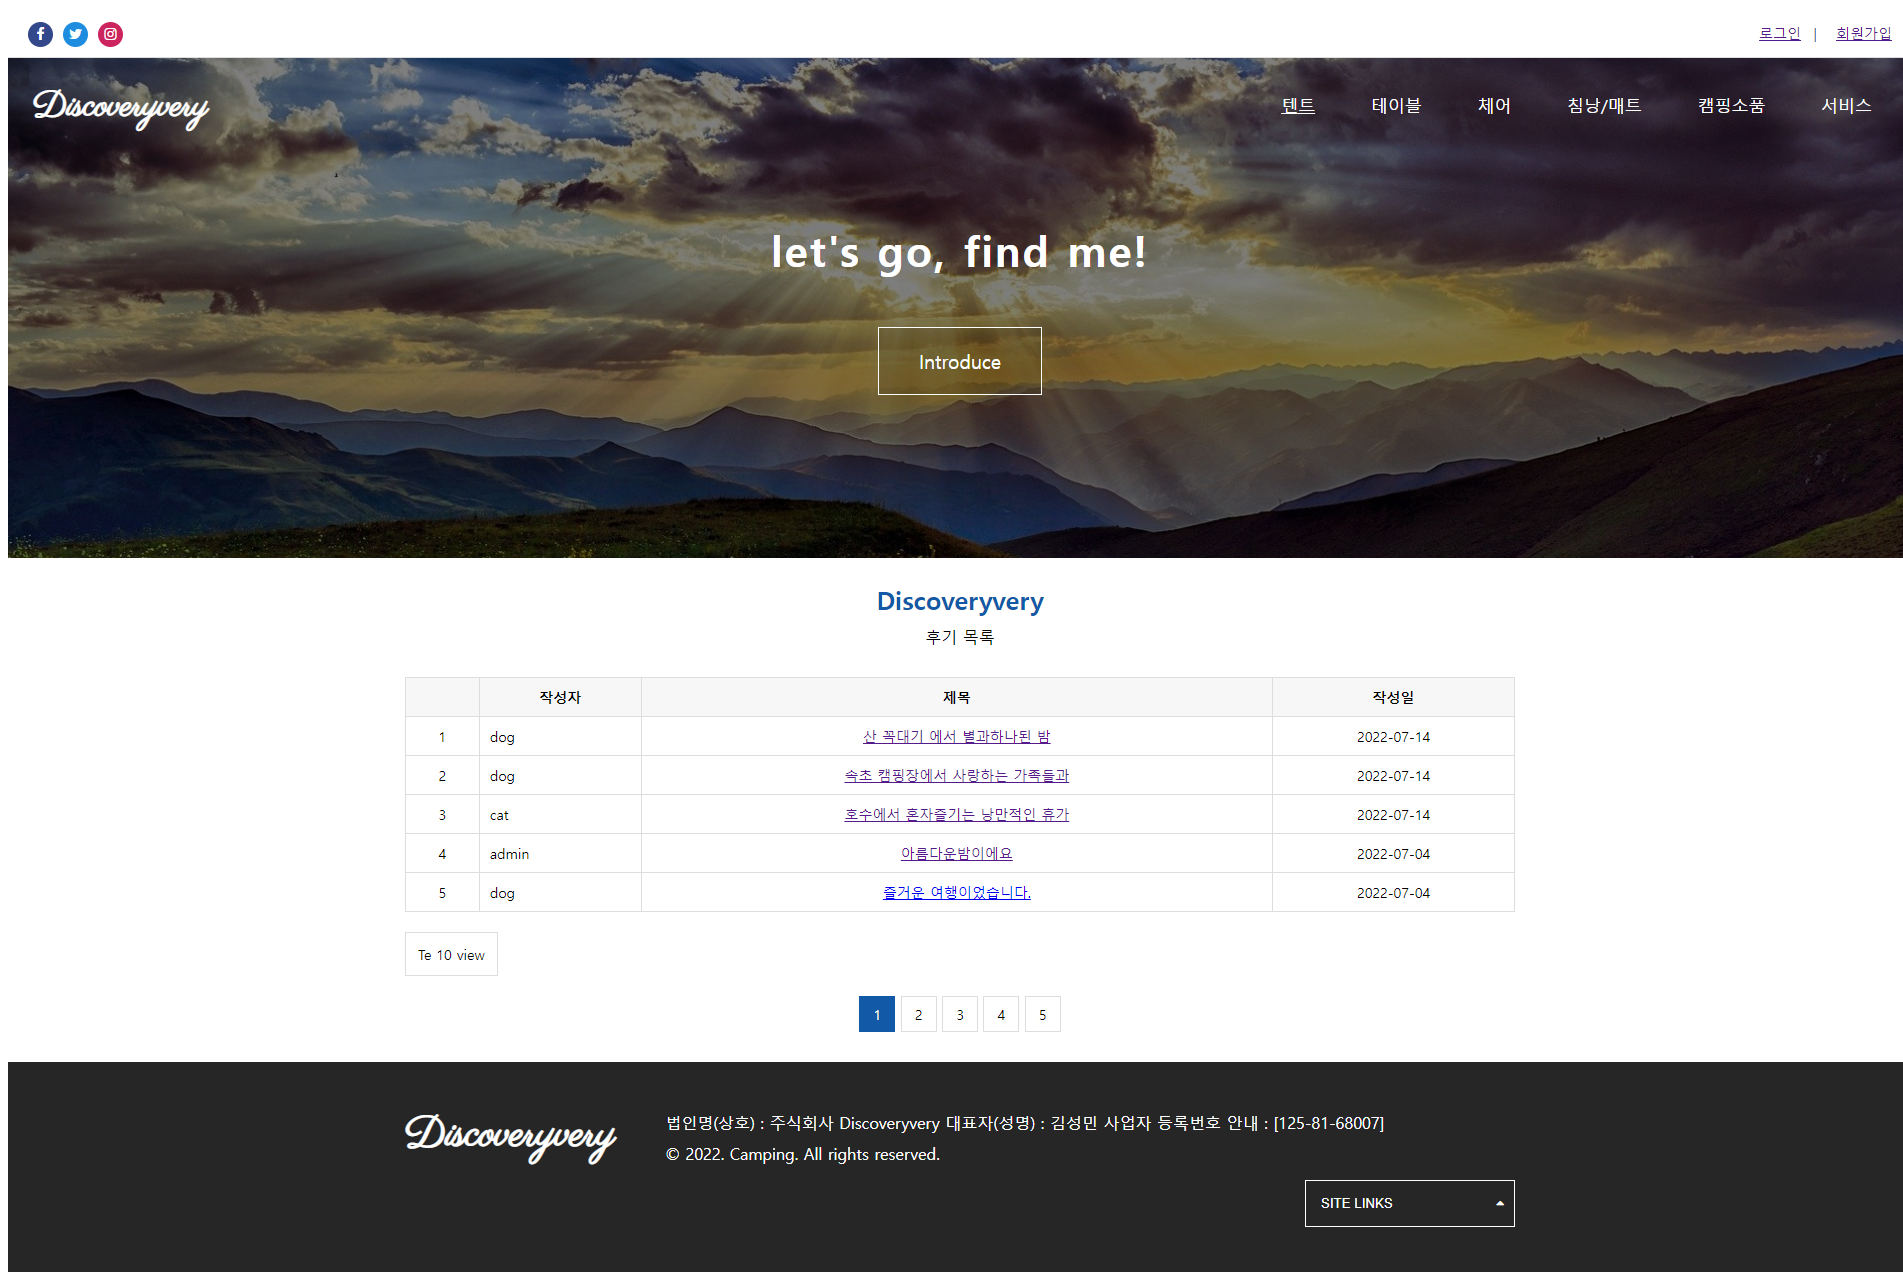 로그인 | 회원가입
Discoveryvery
텐트 테이블 체어 침낭/매트 캠핑소품 서비스
let's go, find me!
Introduce
Discoveryvery
후기 목록
작성자 제목 작성일
1 dog 산 꼭대기 에서 별과하나된 밤 2022-07-14
2 dog 속초 캠핑장에서 사랑하는 가족들과 2022-07-14
3 cat 호수에서 혼자즐기는 낭만적인 휴가 2022-07-14
4 admin 아름다운밤이에요 2022-07-04
5 dog 즐거운 여행이었습니다. 2022-07-04
Te 10 view
1 2 3 4 5
Discoveryvery
법인명(상호) : 주식회사 Discoveryvery 대표자(성명) : 김성민 사업자 등록번호 안내 : [125-81-68007]
© 2022. Camping. All rights reserved.
SITE LINKS